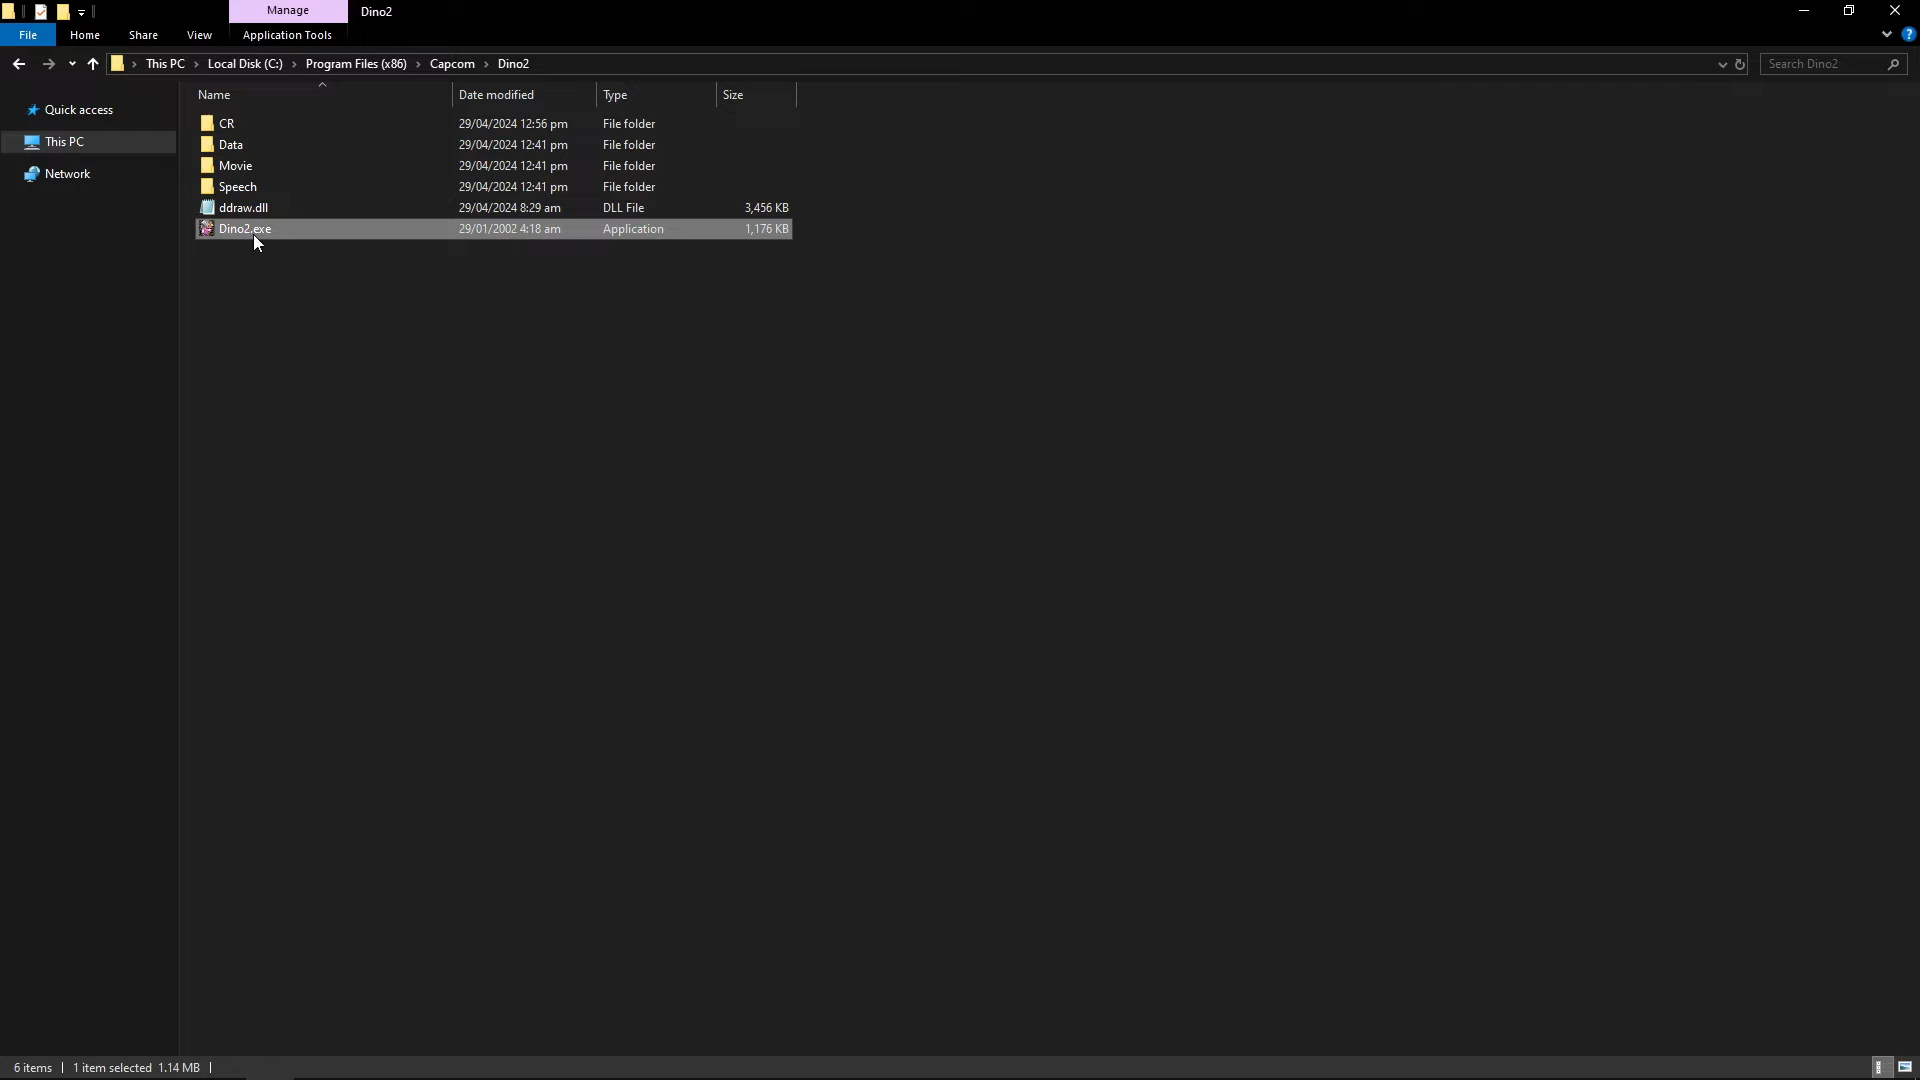 Manage Dino2
File Home Share View Application Tools
This PC Local Disk (C:) Program Files (x86) Capcom Dino2 Search Dino2
Name Date modified Type Size
Quick access
This PC
Network
CR 29/04/2024 12:56 pm File folder
Data 29/04/2024 12:41 pm File folder
Movie 29/04/2024 12:41 pm File folder
Speech 29/04/2024 12:41 pm File folder
ddraw.dll 29/04/2024 8:29 am DLL File 3,456 KB
Dino2.exe 29/01/2002 4:18 am Application 1,176 KB
6 items 1 item selected 1.14 MB